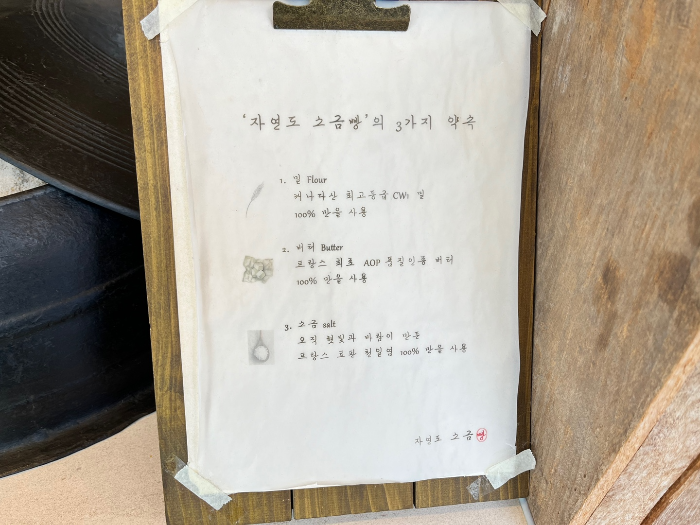 ‘자연도 소금빵’의 3가지 약속
1. 밀 Flour
캐나다산 최고등급 CW1 밀
100% 만을 사용
2. 버터 Butter
프랑스 최초 AOP 품질인증 버터
100% 만을 사용
3. 소금 salt
오직 햇빛과 바람이 만든
프랑스 토판 천일염 100% 만을 사용
자연도 소금빵